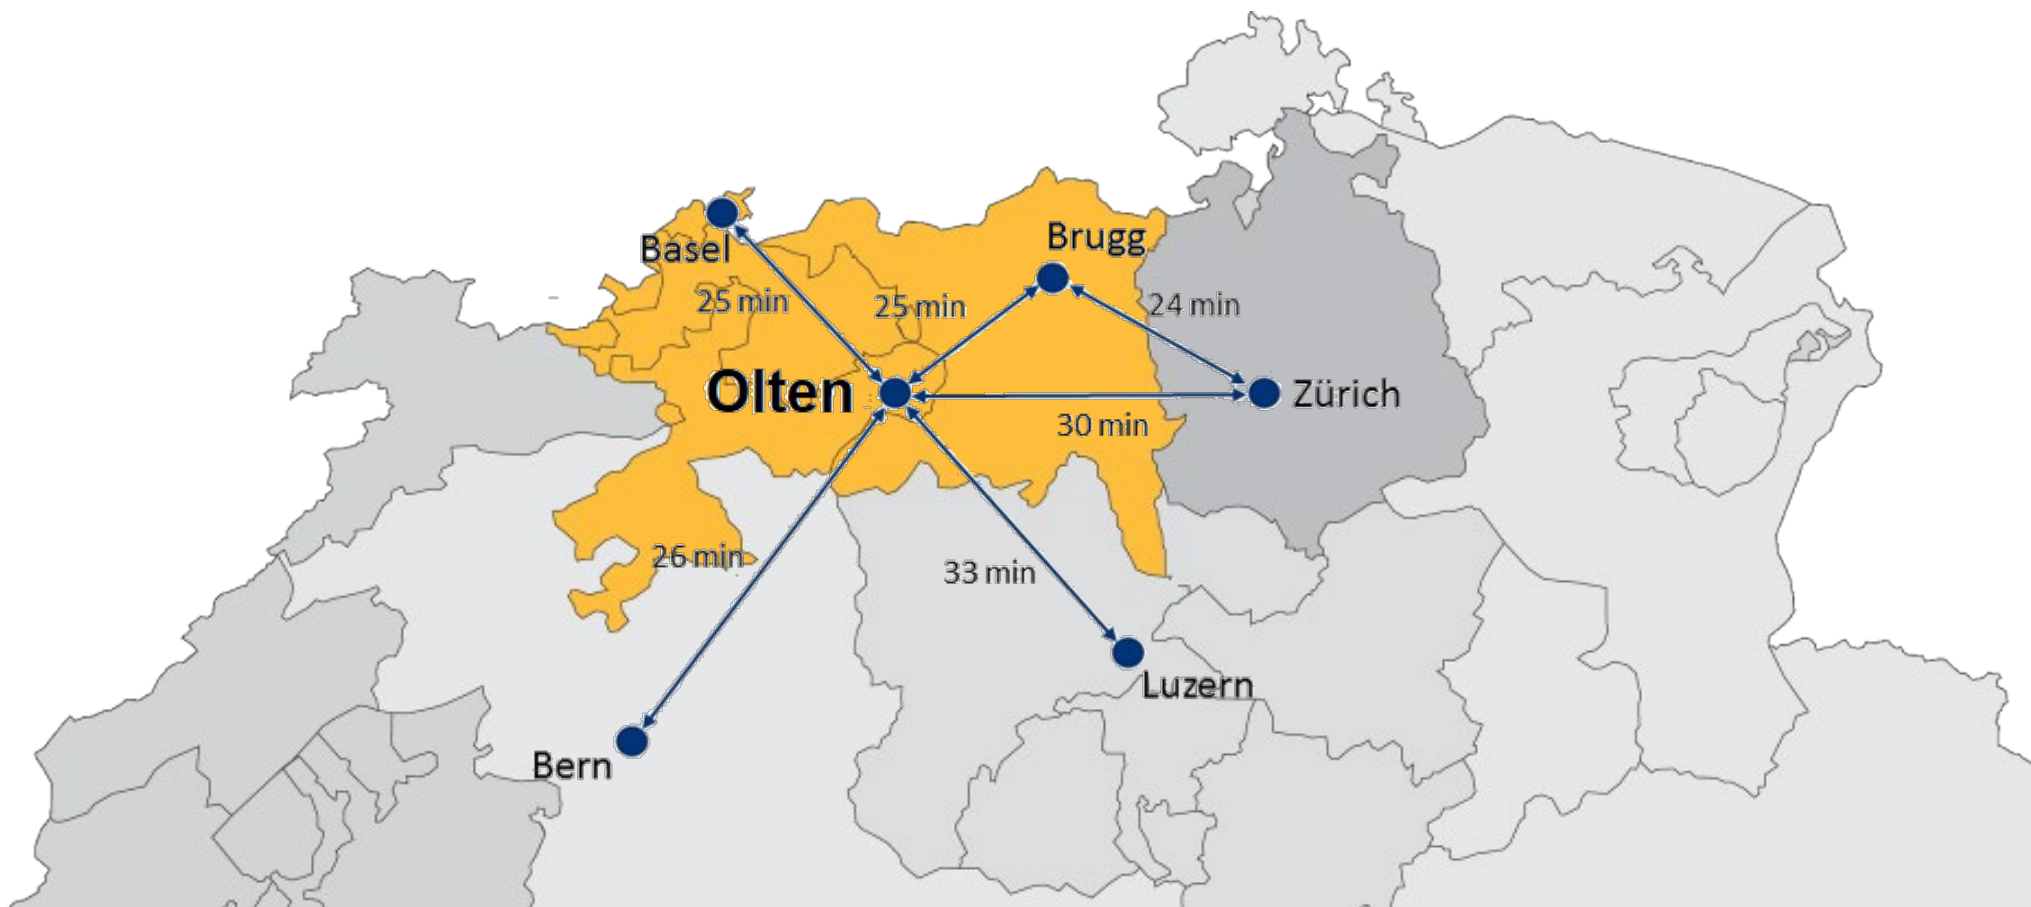 Brugg
Basel
25 min
25 min
24 min
Olten
Zürich
30 min
26 min
33 min
Luzern
Bern